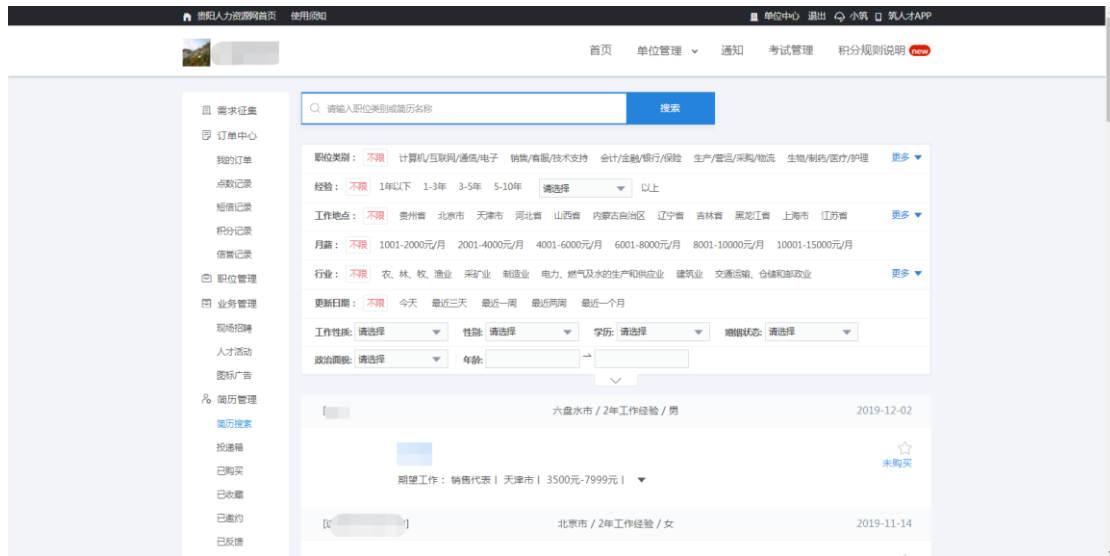 贵阳人力资源网首页 使用须知 单位中心 退出 小筑 筑人才APP
首页 单位管理 通知 考试管理 积分规则说明 new
请输入职位类别或简历名称 搜索
需求征集
订单中心
我的订单
点数记录
短信记录
积分记录
信誉记录
职位管理
业务管理
现场招聘
人才活动
图标广告
简历管理
简历搜索
投递箱
已购买
已收藏
已邀约
已反馈
职位类别： 不限 计算机/互联网/通信/电子 销售/客服/技术支持 会计/金融/银行/保险 生产/营运/采购/物流 生物/制药/医疗/护理 更多
经验： 不限 1年以下 1-3年 3-5年 5-10年 请选择 以上
工作地点： 不限 贵州省 北京市 天津市 河北省 山西省 内蒙古自治区 辽宁省 吉林省 黑龙江省 上海市 江苏省 更多
月薪： 不限 1001-2000元/月 2001-4000元/月 4001-6000元/月 6001-8000元/月 8001-10000元/月 10001-15000元/月
行业： 不限 农、林、牧、渔业 采矿业 制造业 电力、燃气及水的生产和供应业 建筑业 交通运输、仓储和邮政业 更多
更新日期： 不限 今天 最近三天 最近一周 最近两周 最近一个月
工作性质: 请选择 性别: 请选择 学历: 请选择 婚姻状态: 请选择
政治面貌: 请选择 年龄:
六盘水市 / 2年工作经验 / 男 2019-12-02
未购买
期望工作： 销售代表丨 天津市丨 3500元-7999元丨
北京市 / 2年工作经验 / 女 2019-11-14